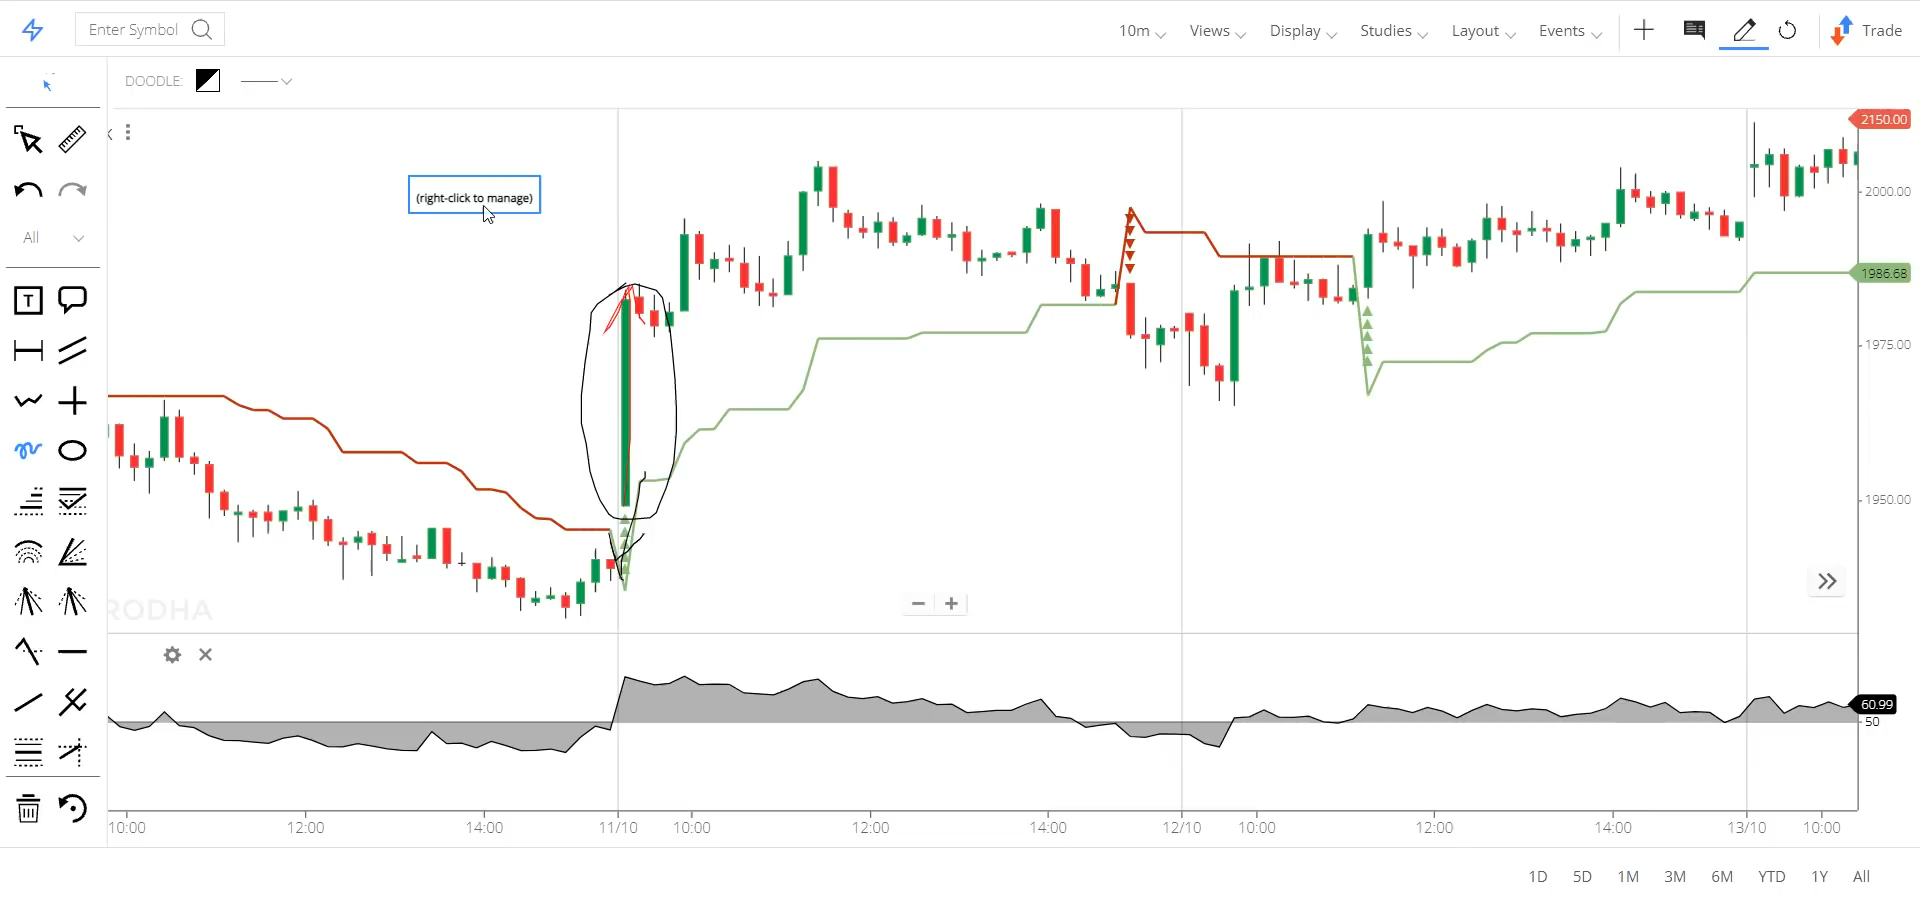 Enter Symbol
10m Views Display Studies Layout Events Trade
DOODLE:
(right-click to manage)
All
T
2150.00
2000.00
1986.68
1975.00
1950.00
RODHA
60.99
50
10:00 12:00 14:00 11/10 10:00 12:00 14:00 12/10 10:00 12:00 14:00 13/10 10:00
1D 5D 1M 3M 6M YTD 1Y All